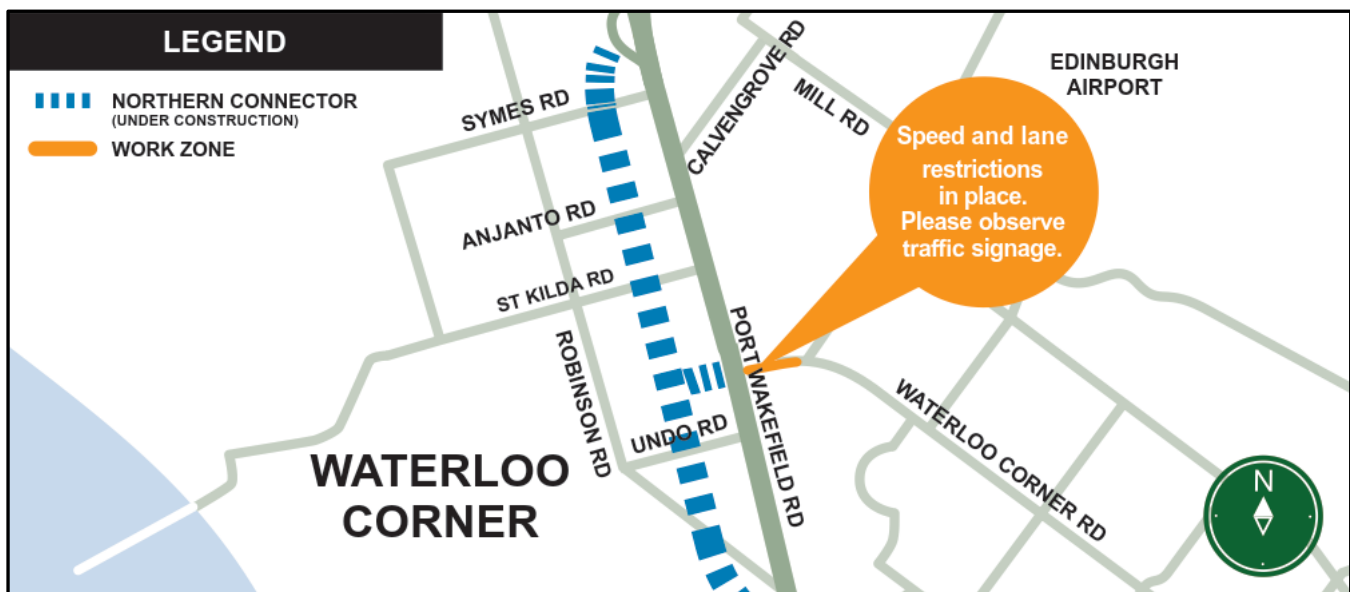 LEGEND
NORTHERN CONNECTOR
(UNDER CONSTRUCTION)
WORK ZONE
SYMES RD
CALVENGROVE RD
MILL RD
EDINBURGH
AIRPORT
Speed and lane
restrictions
in place.
Please observe
traffic signage.
ANJANTO RD
ST KILDA RD
ROBINSON RD
PORT WAKEFIELD RD
UNDO RD
WATERLOO CORNER RD
WATERLOO
CORNER
N